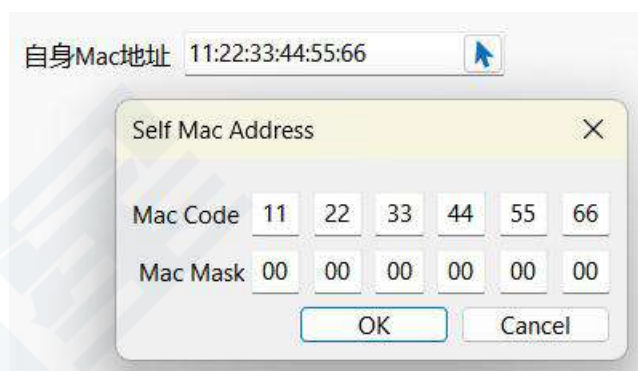 自身Mac地址 11:22:33:44:55:66
Self Mac Address
Mac Code 11 22 33 44 55 66
Mac Mask 00 00 00 00 00 00
OK Cancel